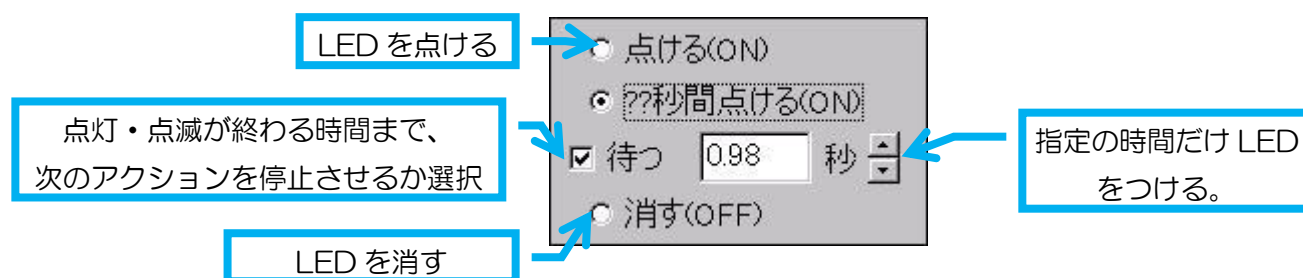 LED を点ける
点ける(ON)
??秒間点ける(ON)
点灯・点滅が終わる時間まで、
次のアクションを停止させるか選択
待つ 0.98 秒
指定の時間だけ LED
をつける。
消す(OFF)
LED を消す